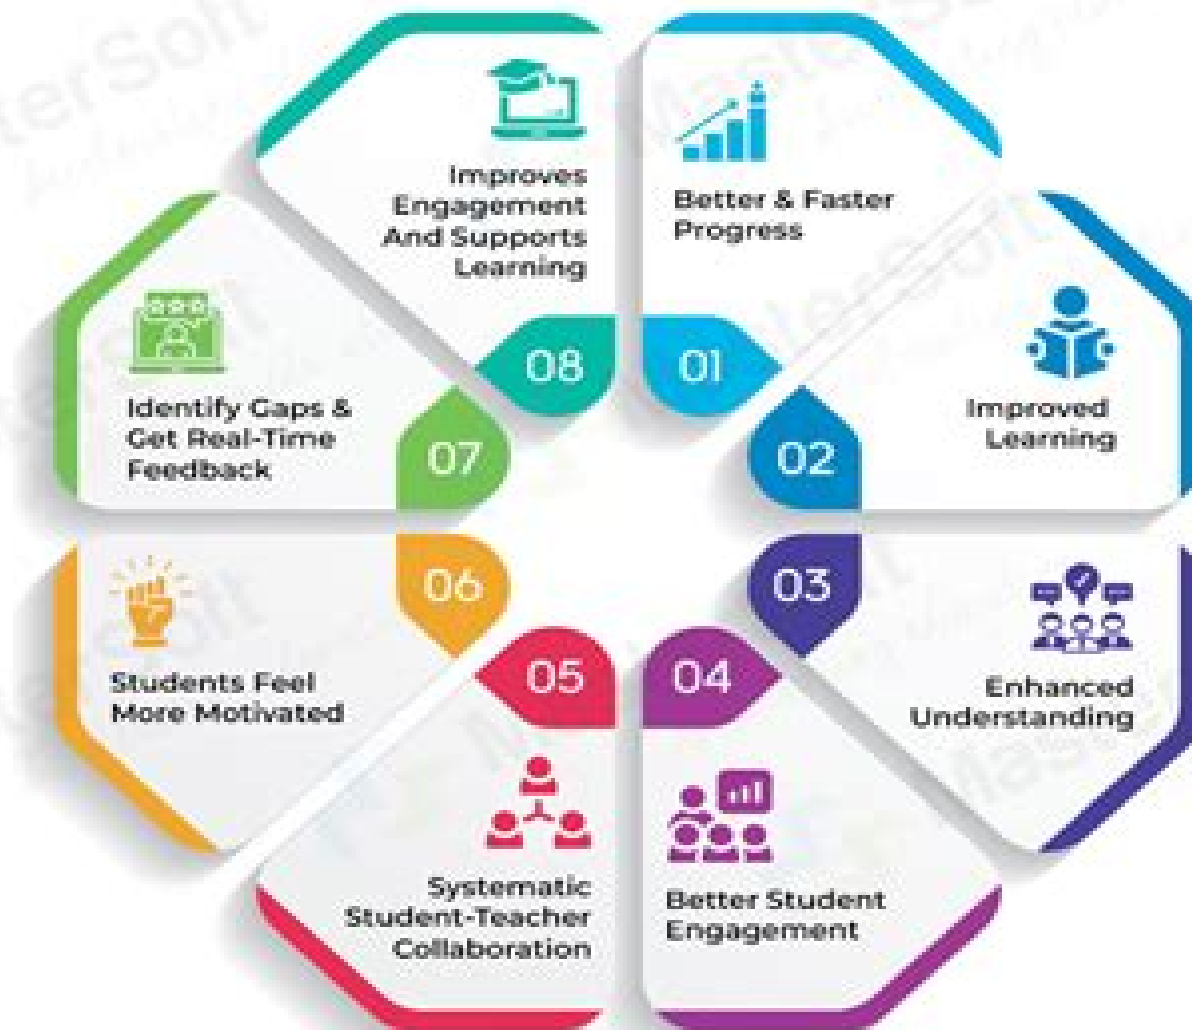 Better & Faster
Progress
01
Improved
Learning
02
03
Enhanced
Understanding
04
Better Student
Engagement
05
Systematic
Student-Teacher
Collaboration
06
Students Feel
More Motivated
07
Identify Gaps &
Get Real-Time
Feedback
08
Improves
Engagement
And Supports
Learning
MasterSoft